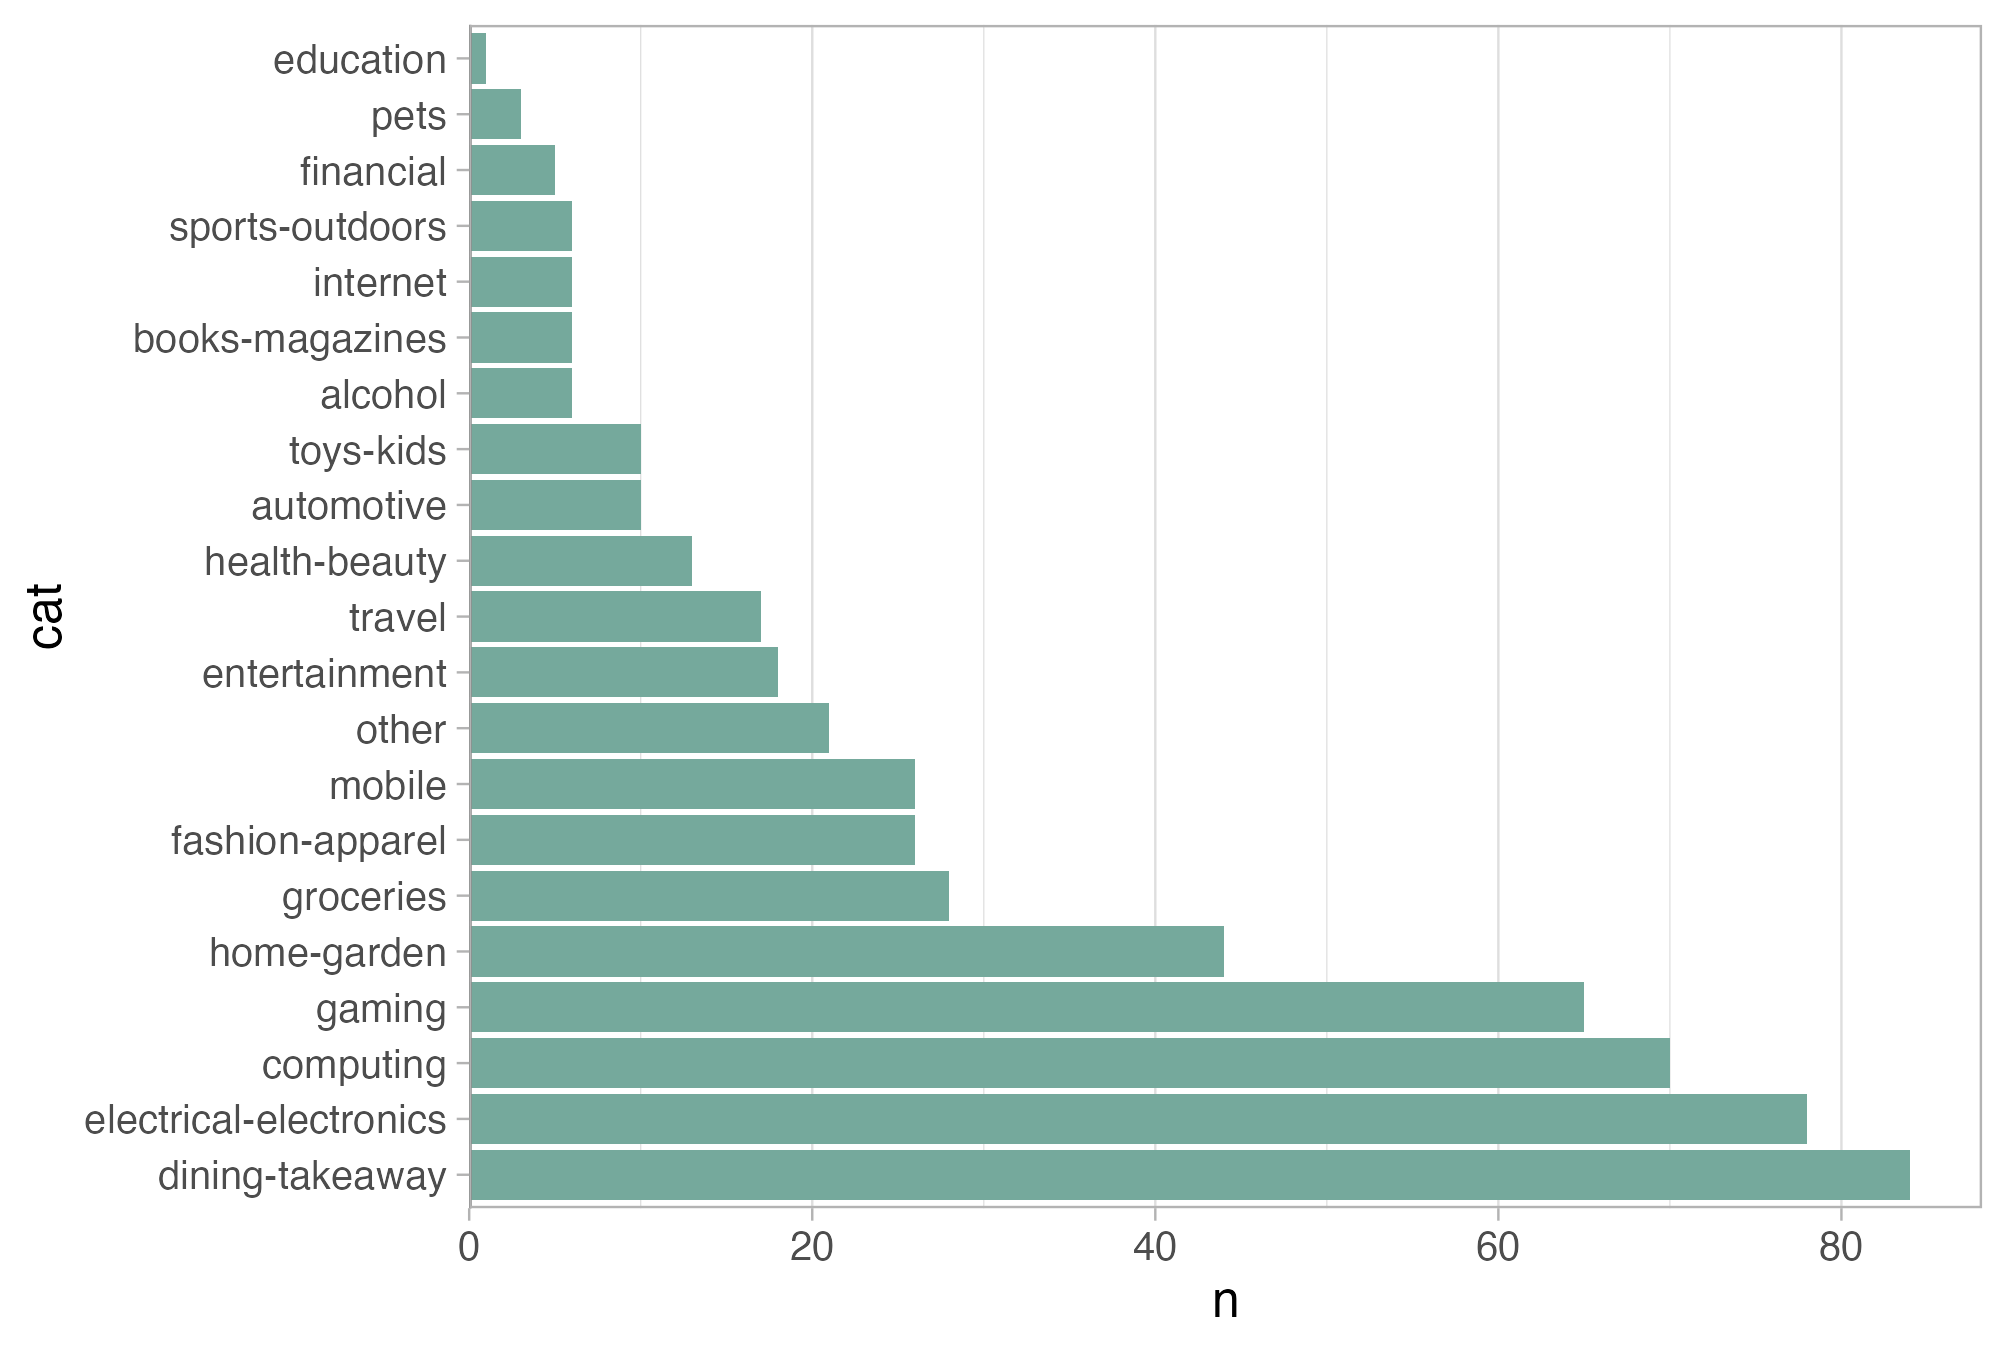 education
pets
financial
sports-outdoors
internet
books-magazines
alcohol
toys-kids
automotive
health-beauty
travel
entertainment
other
mobile
fashion-apparel
groceries
home-garden
gaming
computing
electrical-electronics
dining-takeaway
cat
0 20 40 60 80
n